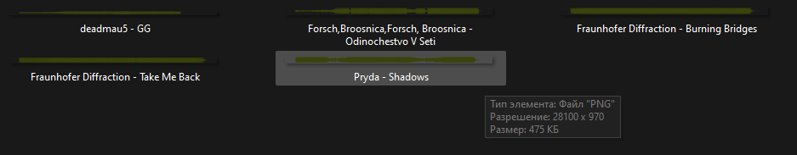 deadmau5 - GG
Forsch,Broosnica,Forsch, Broosnica -
Odinochestvo V Seti
Fraunhofer Diffraction - Burning Bridges
Fraunhofer Diffraction - Take Me Back
Pryda - Shadows
Тип элемента: Файл "PNG"
Разрешение: 28100 x 970
Размер: 475 КБ